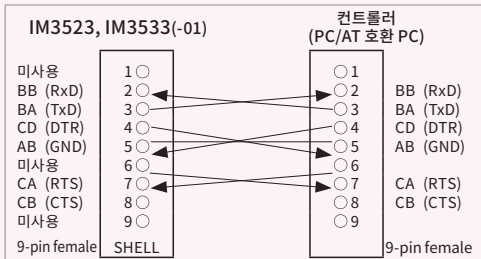 IM3523, IM3533(-01)
컨트롤러
(PC/AT 호환 PC)
미사용 1 1
BB (RxD) 2 2 BB (RxD)
BA (TxD) 3 3 BA (TxD)
CD (DTR) 4 4 CD (DTR)
AB (GND) 5 5 AB (GND)
미사용 6 6
CA (RTS) 7 7 CA (RTS)
CB (CTS) 8 8 CB (CTS)
미사용 9 9
9-pin female SHELL 9-pin female